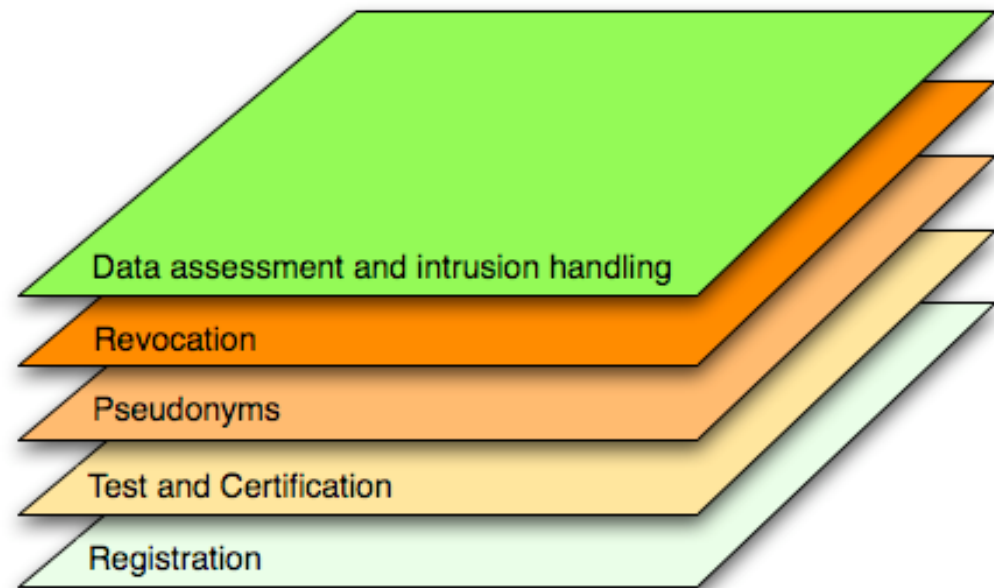 Data assessment and intrusion handling
Revocation
Pseudonyms
Test and Certification
Registration